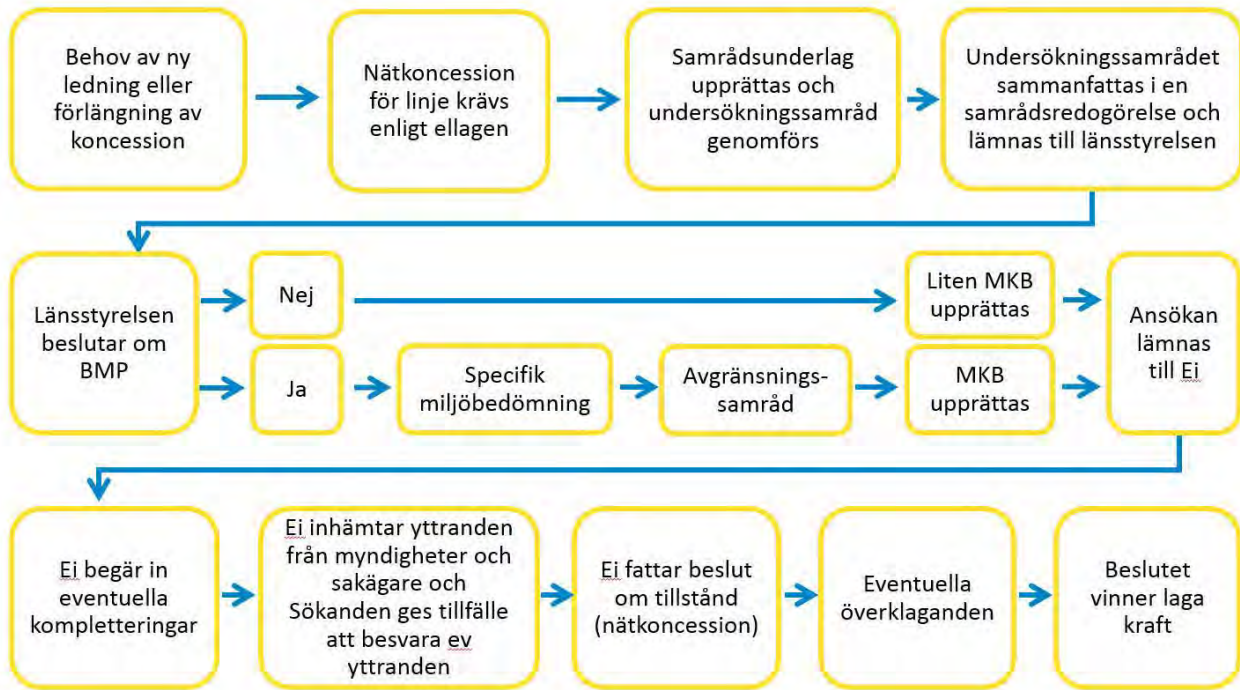 Behov av ny
ledning eller
förlängning av
koncession
Nätkoncession
för linje krävs
enligt ellagen
Samrådsunderlag
upprättas och
undersökningssamråd
genomförs
Undersökningssamrådet
sammanfattas i en
samrådsredogörelse och
lämnas till länsstyrelsen
Länsstyrelsen
beslutar om
BMP
Nej
Liten MKB
upprättas
Ja
Specifik
miljöbedömning
Avgränsnings-
samråd
MKB
upprättas
Ansökan
lämnas
till Ei
Ei begär in
eventuella
kompletteringar
Ei inhämtar yttranden
från myndigheter och
sakägare och
Sökanden ges tillfälle
att besvara ev
yttranden
Ei fattar beslut
om tillstånd
(nätkoncession)
Eventuella
överklaganden
Beslutet
vinner laga
kraft